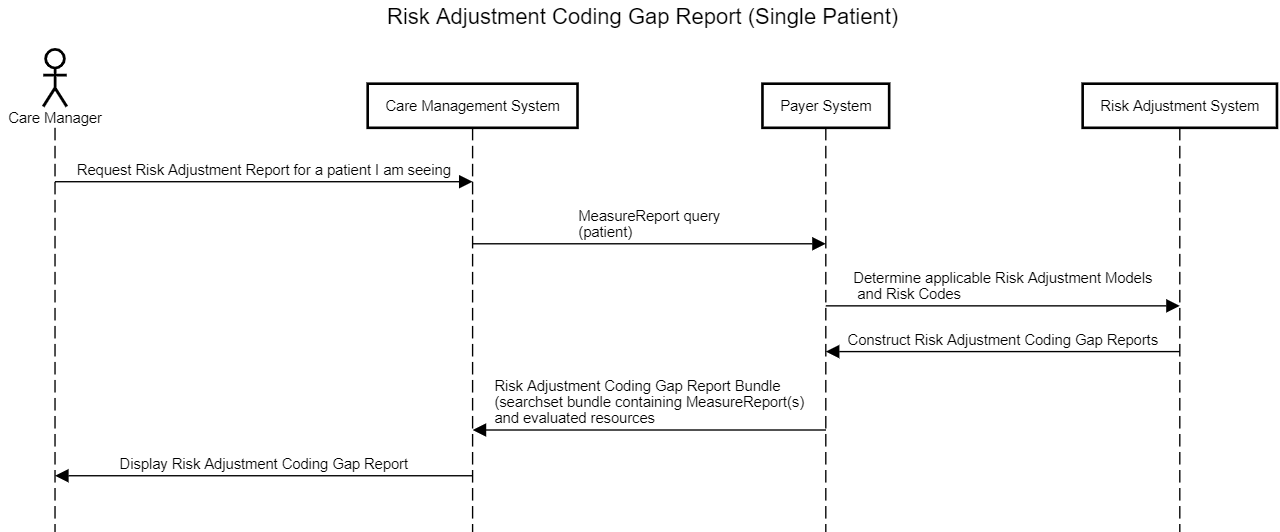 Risk Adjustment Coding Gap Report (Single Patient)
Care Manager
Care Management System
Payer System
Risk Adjustment System
Request Risk Adjustment Report for a patient I am seeing
MeasureReport query
(patient)
Determine applicable Risk Adjustment Models
and Risk Codes
Construct Risk Adjustment Coding Gap Reports
Risk Adjustment Coding Gap Report Bundle
(searchset bundle containing MeasureReport(s)
and evaluated resources
Display Risk Adjustment Coding Gap Report